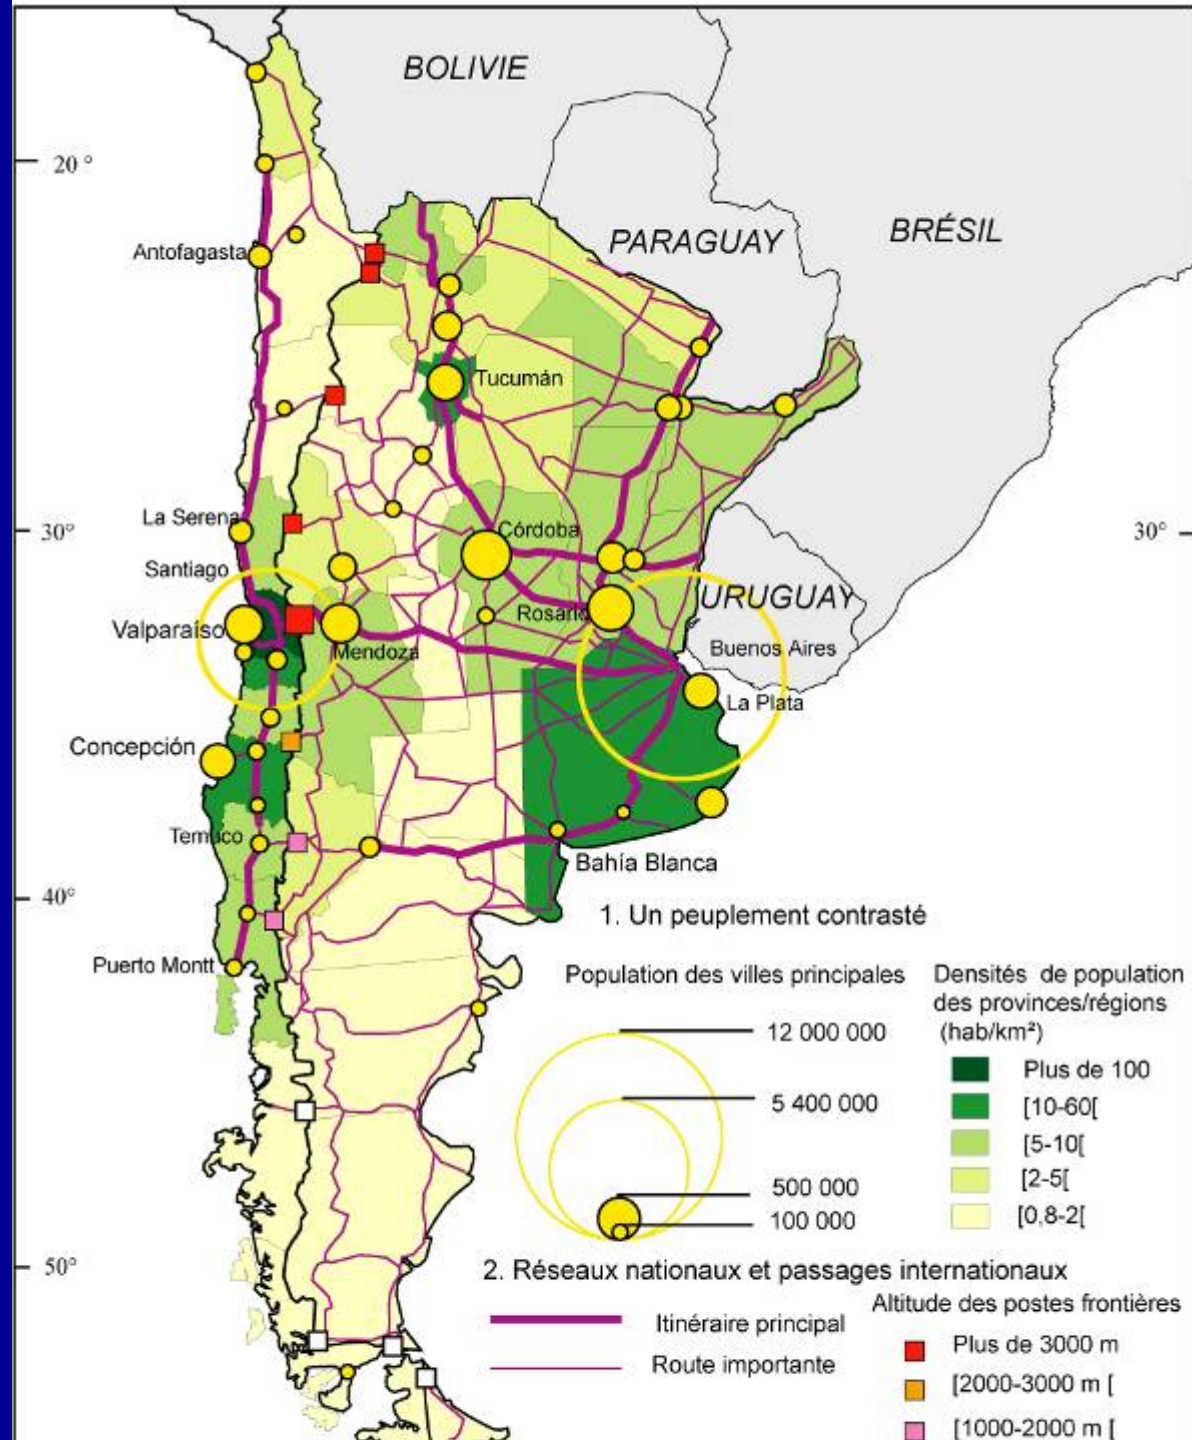 BOLIVIE
20 °
PARAGUAY
BRÉSIL
Antofagasta
Tucumán
La Serena
30°
Córdoba
30°
Santiago
URUGUAY
Valparaíso
Rosario
Mendoza
Buenos Aires
La Plata
Concepción
Temuco
Bahía Blanca
40°
Puerto Montt
50°
1. Un peuplement contrasté
Population des villes principales
12 000 000
5 400 000
500 000
100 000
Densités de population
des provinces/régions
(hab/km²)
Plus de 100
[10-60[
[5-10[
[2-5[
[0,8-2[
2. Réseaux nationaux et passages internationaux
Itinéraire principal
Route importante
Altitude des postes frontières
Plus de 3000 m
[2000-3000 m [
[1000-2000 m [